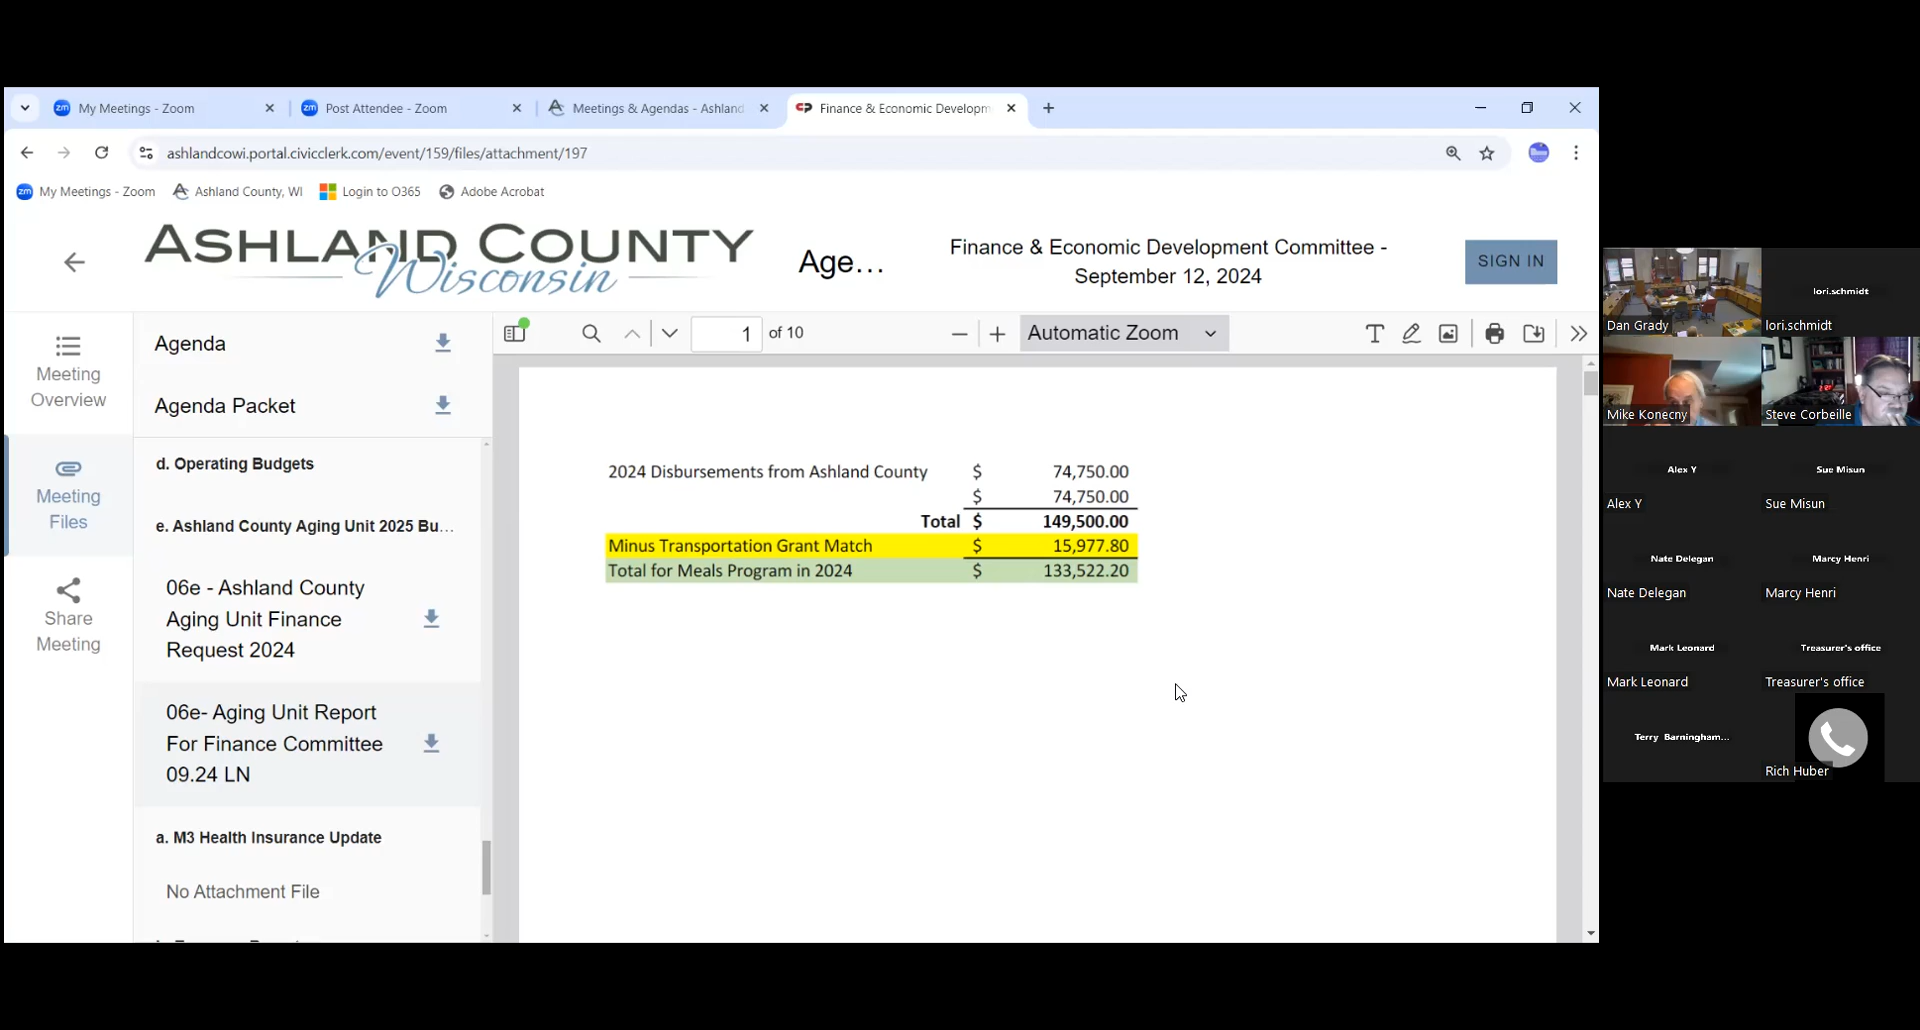 My Meetings - Zoom
Post Attendee - Zoom
Meetings & Agendas - Ashland
Finance & Economic Developm
ashlandcowi.portal.civicclerk.com/event/159/files/attachment/197
My Meetings - Zoom
Ashland County, WI
Login to O365
Adobe Acrobat
ASHLAND COUNTY
Wisconsin
Age...
Finance & Economic Development Committee -
September 12, 2024
SIGN IN
Meeting
Overview
Meeting
Files
Share
Meeting
Agenda
Agenda Packet
d. Operating Budgets
e. Ashland County Aging Unit 2025 Bu...
06e - Ashland County
Aging Unit Finance
Request 2024
06e- Aging Unit Report
For Finance Committee
09.24 LN
a. M3 Health Insurance Update
No Attachment File
1 of 10
Automatic Zoom
2024 Disbursements from Ashland County $ 74,750.00
$ 74,750.00
Total $ 149,500.00
Minus Transportation Grant Match $ 15,977.80
Total for Meals Program in 2024 $ 133,522.20
Dan Grady
lori.schmidt
lori.schmidt
Mike Konecny
Steve Corbeille
Alex Y
Alex Y
Sue Misun
Sue Misun
Nate Delegan
Nate Delegan
Marcy Henri
Marcy Henri
Mark Leonard
Mark Leonard
Treasurer's office
Treasurer's office
Terry Barningham...
Rich Huber